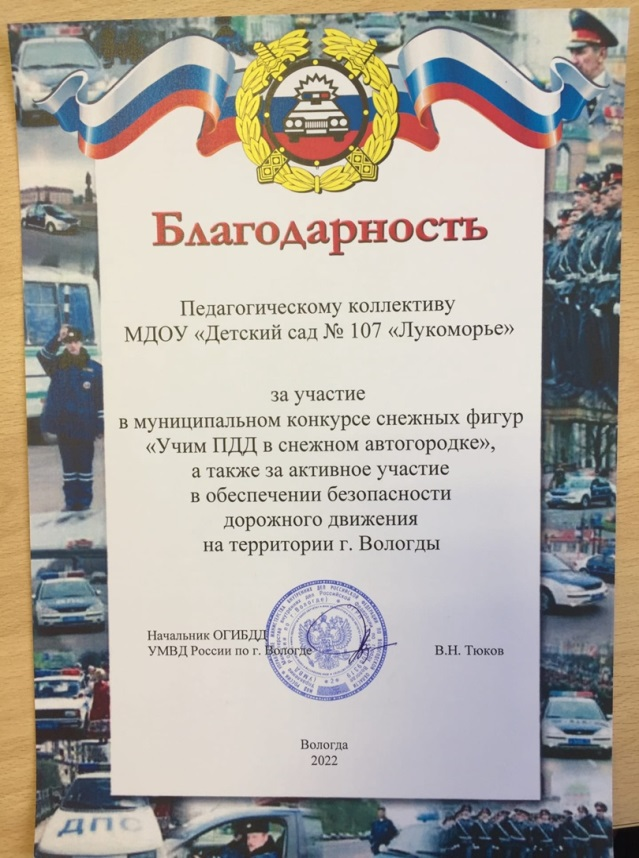 Благодарность
Педагогическому коллективу
МДОУ «Детский сад № 107 «Лукоморье»
за участие
в муниципальном конкурсе снежных фигур
«Учим ПДД в снежном автогородке»,
а также за активное участие
в обеспечении безопасности
дорожного движения
на территории г. Вологды
Начальник ОГИБДД
УМВД России по г. Вологде
В.Н. Тюков
Вологда
2022
ДПС